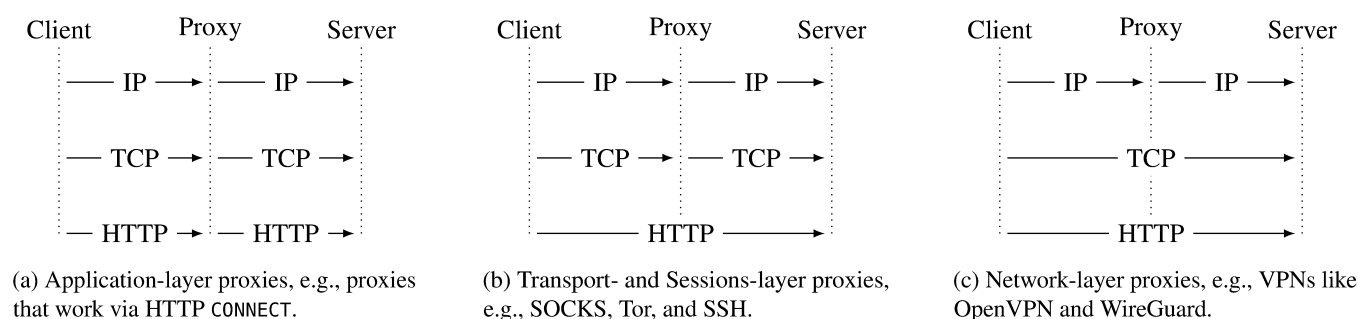 Client Proxy Server
IP IP
TCP TCP
HTTP HTTP
(a) Application-layer proxies, e.g., proxies
that work via HTTP CONNECT.
Client Proxy Server
IP IP
TCP TCP
HTTP
(b) Transport- and Sessions-layer proxies,
e.g., SOCKS, Tor, and SSH.
Client Proxy Server
IP IP
TCP
HTTP
(c) Network-layer proxies, e.g., VPNs like
OpenVPN and WireGuard.